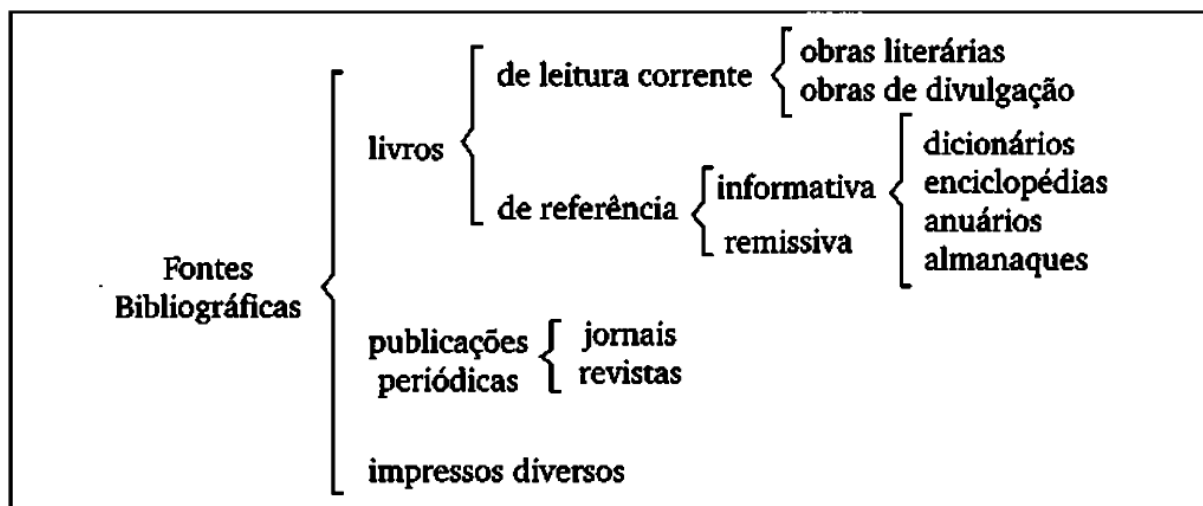 Fontes
Bibliográficas
livros
de leitura corrente
obras literárias
obras de divulgação
de referência
informativa
dicionários
enciclopédias
anuários
almanaques
remissiva
publicações
periódicas
jornais
revistas
impressos diversos